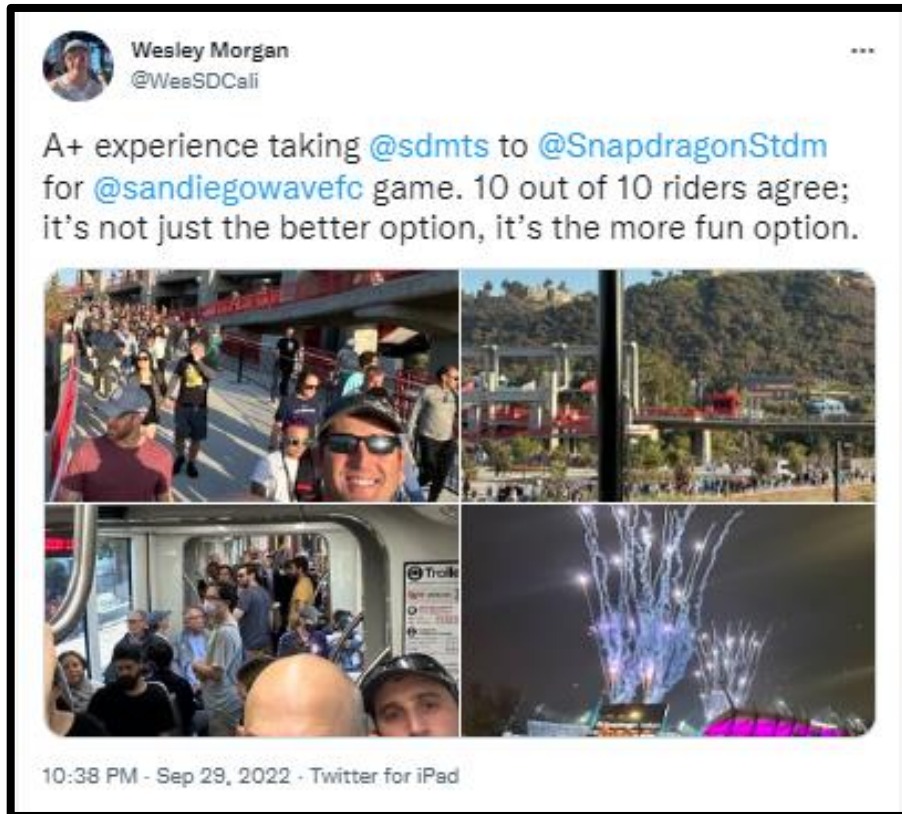 Wesley Morgan
@WesSDCali
A+ experience taking @sdmts to @SnapdragonStdm
for @sandiegowavefc game. 10 out of 10 riders agree;
it’s not just the better option, it’s the more fun option.
Trolle
10:38 PM · Sep 29, 2022 · Twitter for iPad